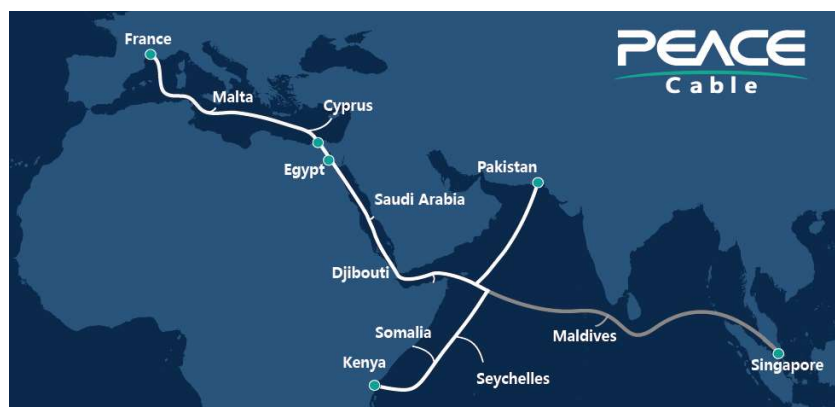 PEACE
Cable
France
Malta
Cyprus
Egypt
Pakistan
Saudi Arabia
Djibouti
Somalia
Maldives
Kenya
Seychelles
Singapore